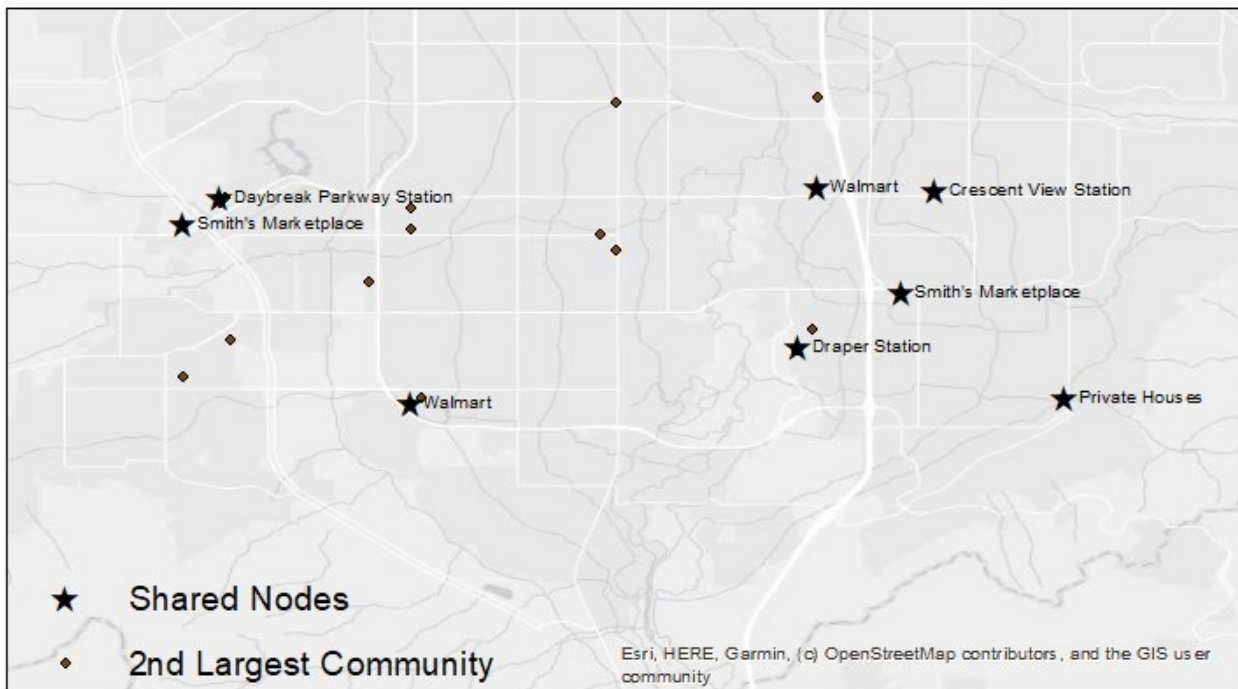 Walmart
Crescent View Station
Daybreak Parkway Station
Smith's Marketplace
Smith's Marketplace
Draper Station
Walmart
Private Houses
Shared Nodes
2nd Largest Community
Esri, HERE, Garmin, (c) OpenStreetMap contributors, and the GIS user
community